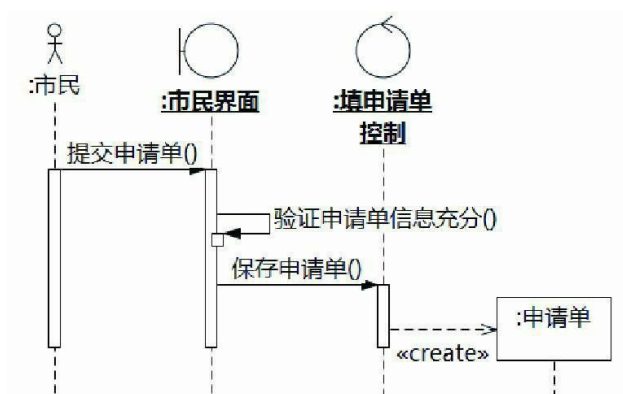 :市民
:市民界面
:填申请单
控制
提交申请单()
验证申请单信息充分()
保存申请单()
:申请单
«create»